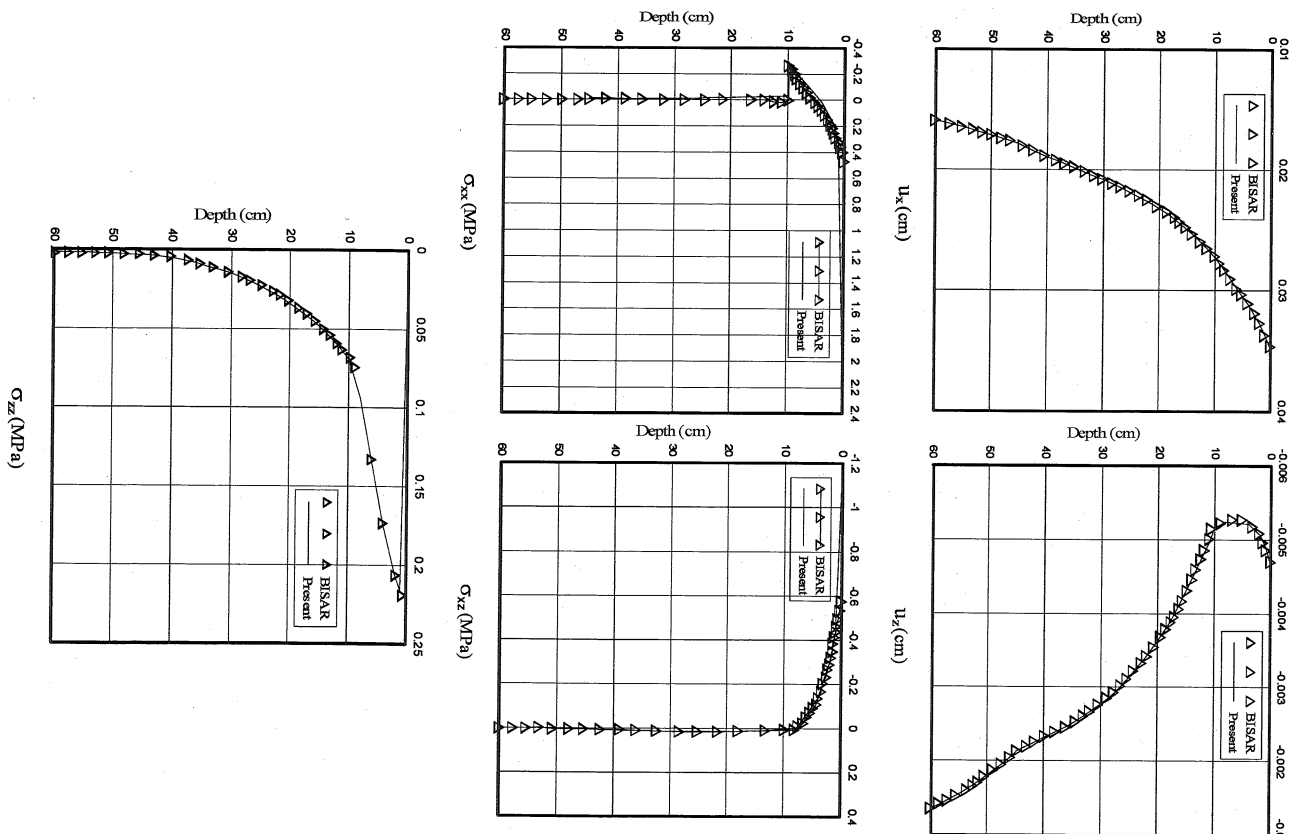 0.01 0.02 0.03 0.04
0
10
20
30
40
50
60
Depth (cm)
BISAR
Present
u_x (cm)
-0.006 -0.005 -0.004 -0.003 -0.002
0
10
20
30
40
50
60
Depth (cm)
BISAR
Present
u_z (cm)
-0.4 -0.2 0 0.2 0.4 0.6 0.8 1 1.2 1.4 1.6 1.8 2 2.2 2.4
0
10
20
30
40
50
60
Depth (cm)
BISAR
Present
σ_xx (MPa)
-1.2 -1 -0.8 -0.6 -0.4 -0.2 0 0.2 0.4
0
10
20
30
40
50
60
Depth (cm)
BISAR
Present
σ_xz (MPa)
0 0.05 0.1 0.15 0.2 0.25
0
10
20
30
40
50
60
Depth (cm)
BISAR
Present
σ_zz (MPa)